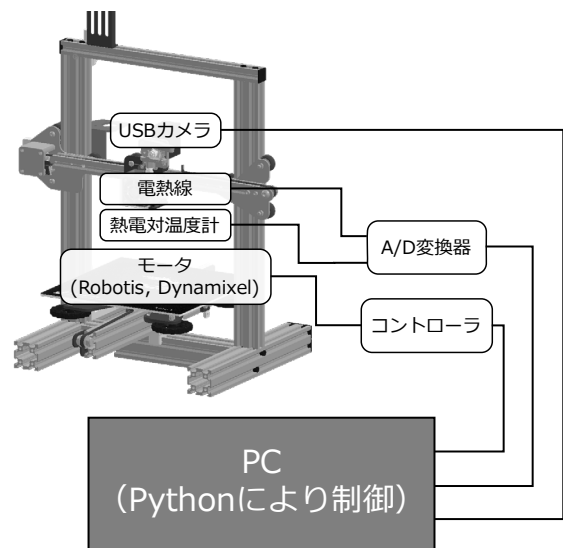 USBカメラ
電熱線
熱電対温度計
A/D変換器
モータ
(Robotis, Dynamixel)
コントローラ
PC
（Pythonにより制御）